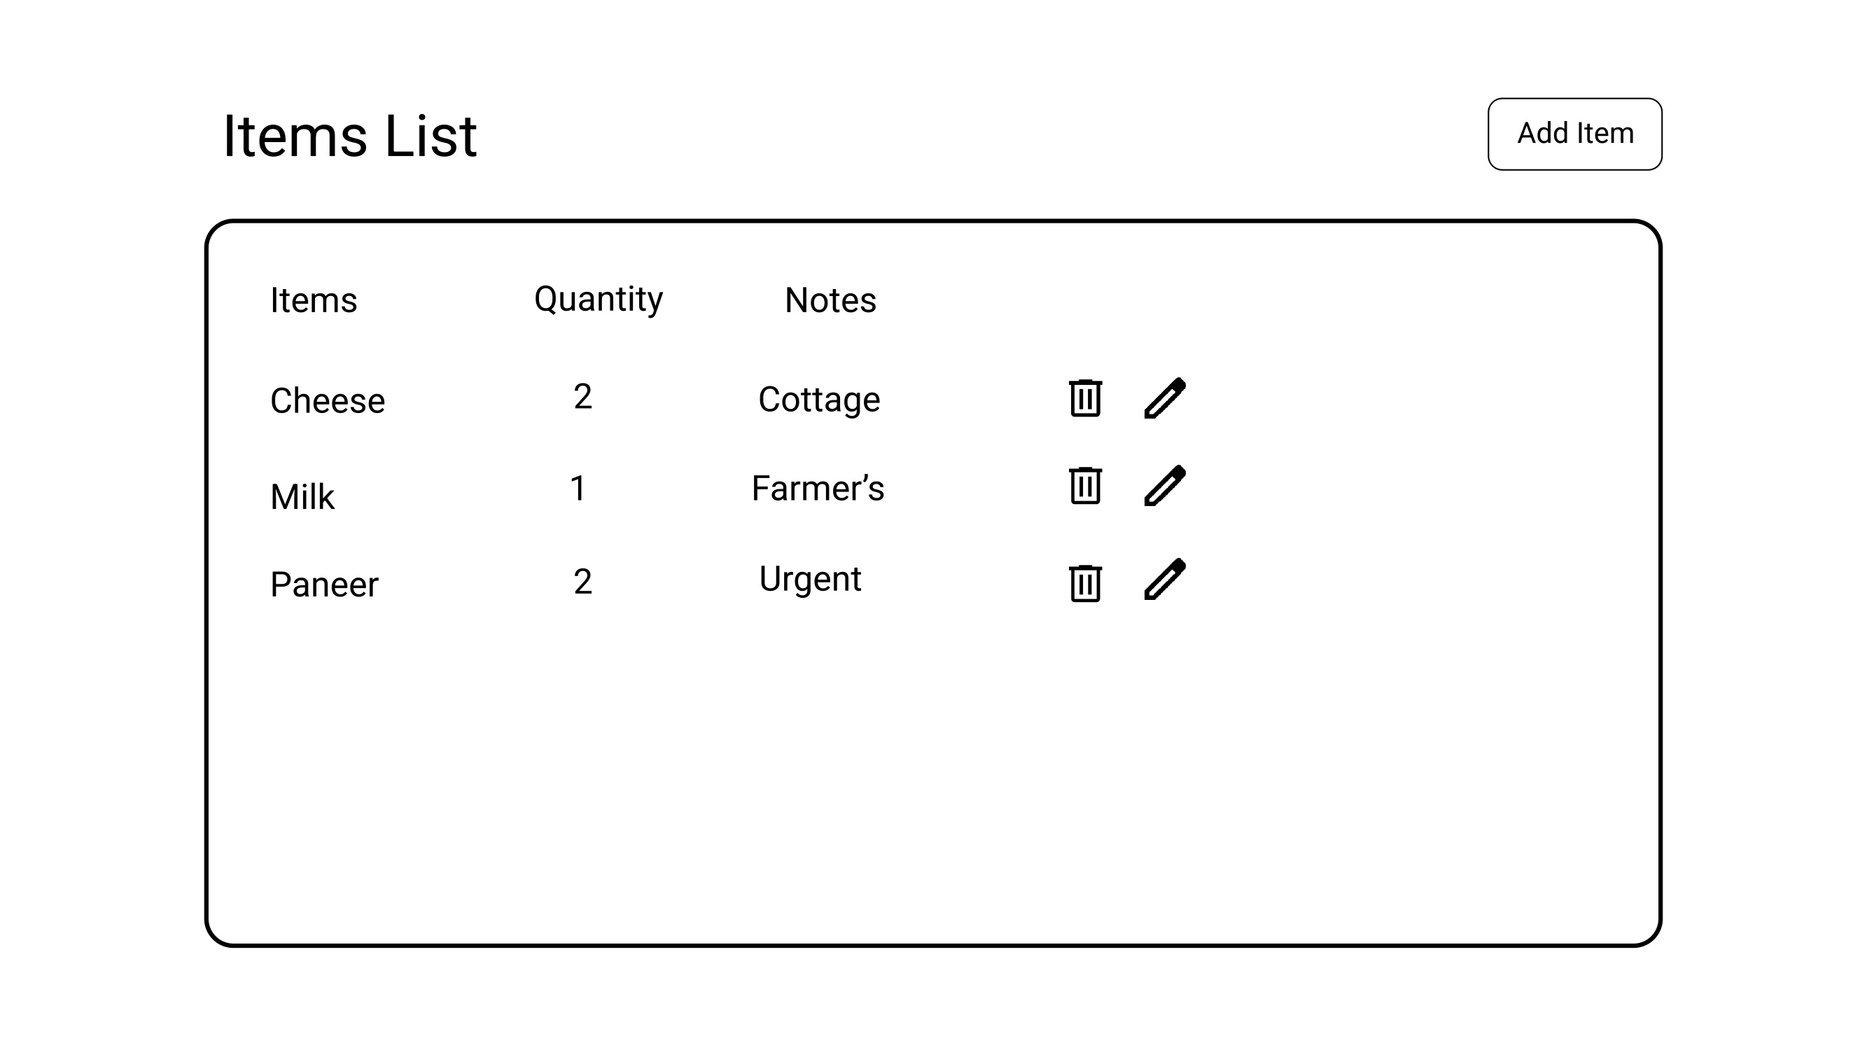 Items List
Add Item
Items Quantity Notes
Cheese 2 Cottage
Milk 1 Farmer’s
Paneer 2 Urgent